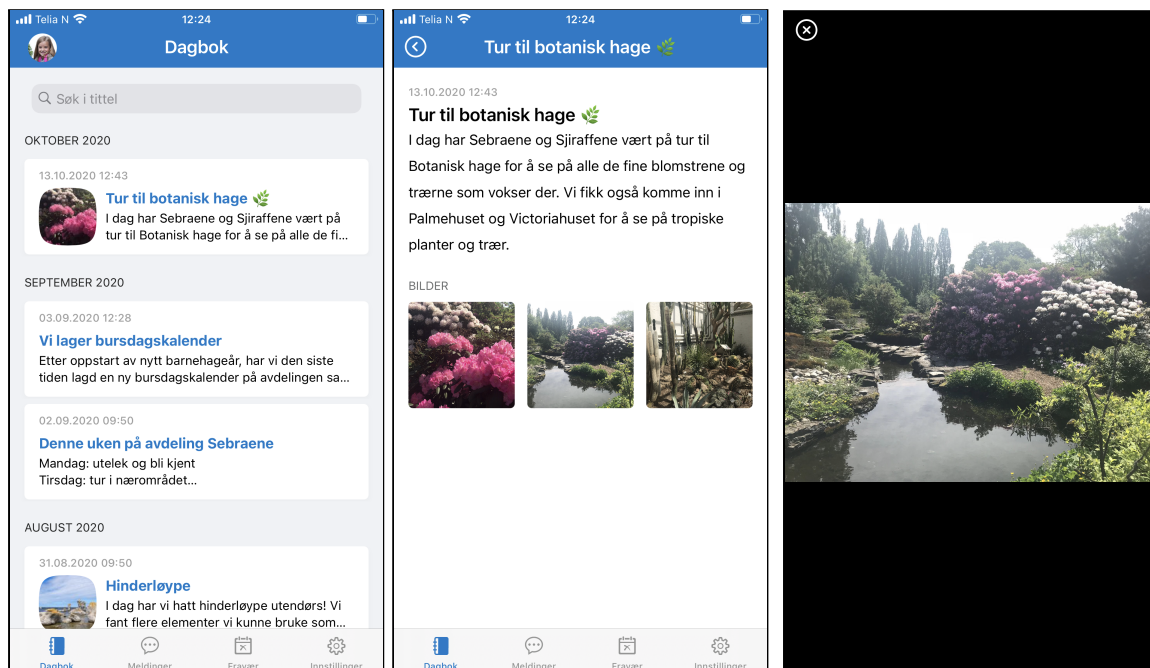 Telia N
12:24
Dagbok
Søk i tittel
OKTOBER 2020
13.10.2020 12:43
Tur til botanisk hage 🌿
I dag har Sebraene og Sjiraffene vært på
tur til Botanisk hage for å se på alle de fi...
SEPTEMBER 2020
03.09.2020 12:28
Vi lager bursdagskalender
Etter oppstart av nytt barnehageår, har vi den siste
tiden lagd en ny bursdagskalender på avdelingen sa...
02.09.2020 09:50
Denne uken på avdeling Sebraene
Mandag: utelek og bli kjent
Tirsdag: tur i nærområdet...
AUGUST 2020
31.08.2020 09:50
Hinderløype
I dag har vi hatt hinderløype utendørs! Vi
fant flere elementer vi kunne bruke som...
Dagbok
Meldinger
Fravær
Innstillinger
Telia N
12:24
Tur til botanisk hage 🌿
13.10.2020 12:43
Tur til botanisk hage 🌿
I dag har Sebraene og Sjiraffene vært på tur til
Botanisk hage for å se på alle de fine blomstrene og
trærne som vokser der. Vi fikk også komme inn i
Palmehuset og Victoriahuset for å se på tropiske
planter og trær.
BILDER
Dagbok
Meldinger
Fravær
Innstillinger